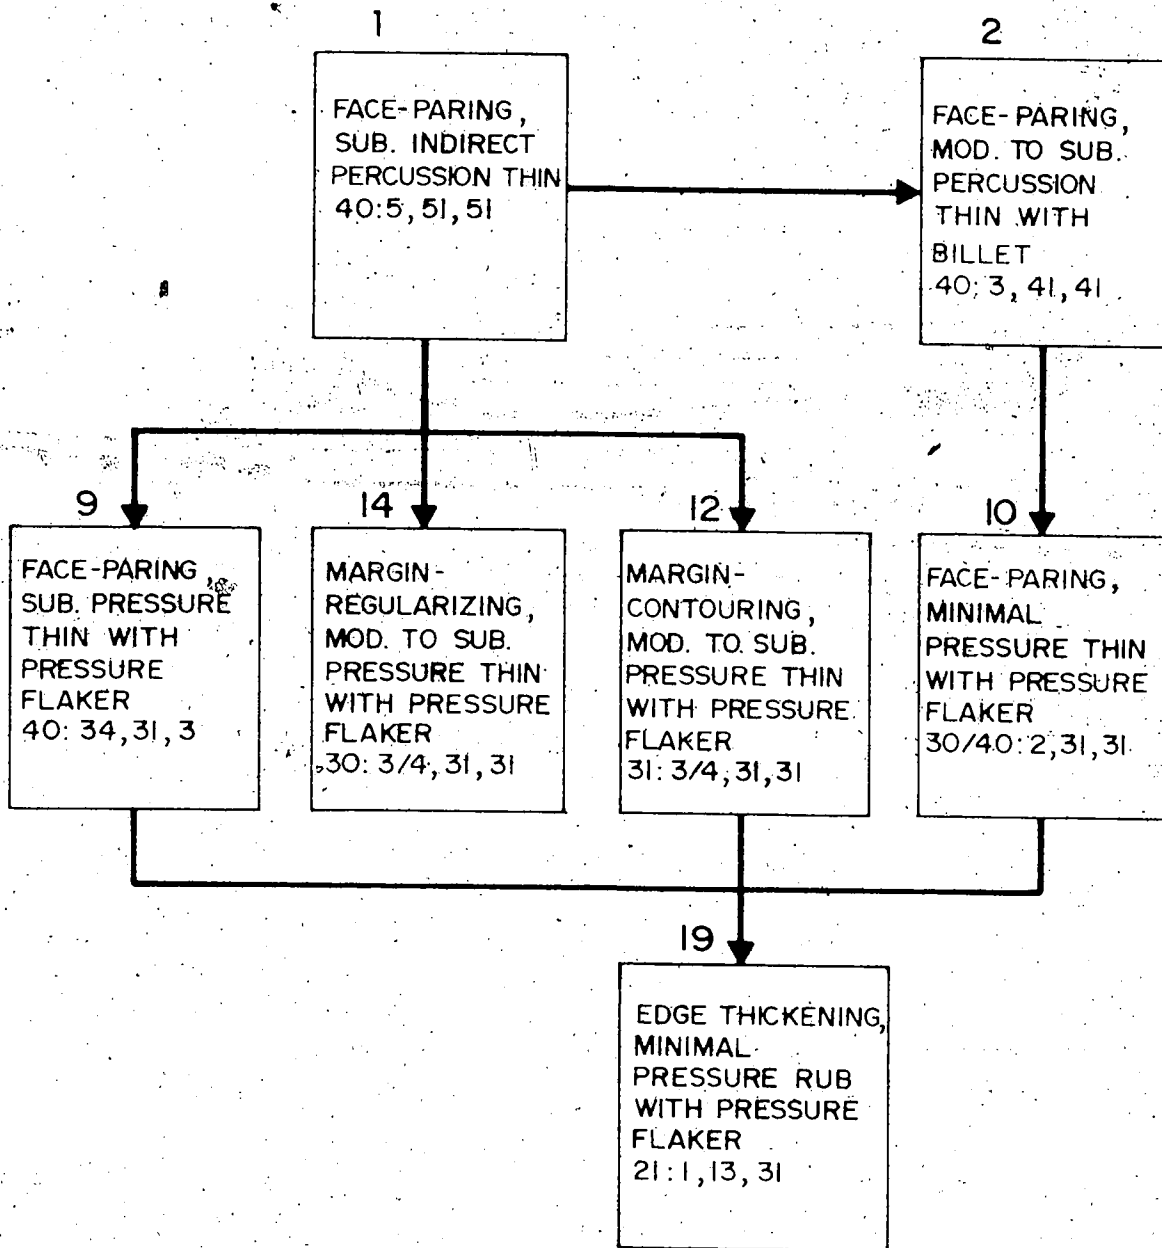 1
FACE-PARING,
SUB. INDIRECT
PERCUSSION THIN
40:5, 51, 51
2
FACE-PARING,
MOD. TO SUB.
PERCUSSION
THIN WITH
BILLET
40: 3, 41, 41
9
FACE-PARING,
SUB. PRESSURE
THIN WITH
PRESSURE
FLAKER
40: 34, 31, 3
14
MARGIN-
REGULARIZING,
MOD. TO SUB.
PRESSURE THIN
WITH PRESSURE
FLAKER
30: 3/4, 31, 31
12
MARGIN-
CONTOURING,
MOD. TO SUB.
PRESSURE THIN
WITH PRESSURE
FLAKER
31: 3/4, 31, 31
10
FACE-PARING,
MINIMAL
PRESSURE THIN
WITH PRESSURE
FLAKER
30/40: 2, 31, 31
19
EDGE THICKENING,
MINIMAL
PRESSURE RUB
WITH PRESSURE
FLAKER
21: 1, 13, 31